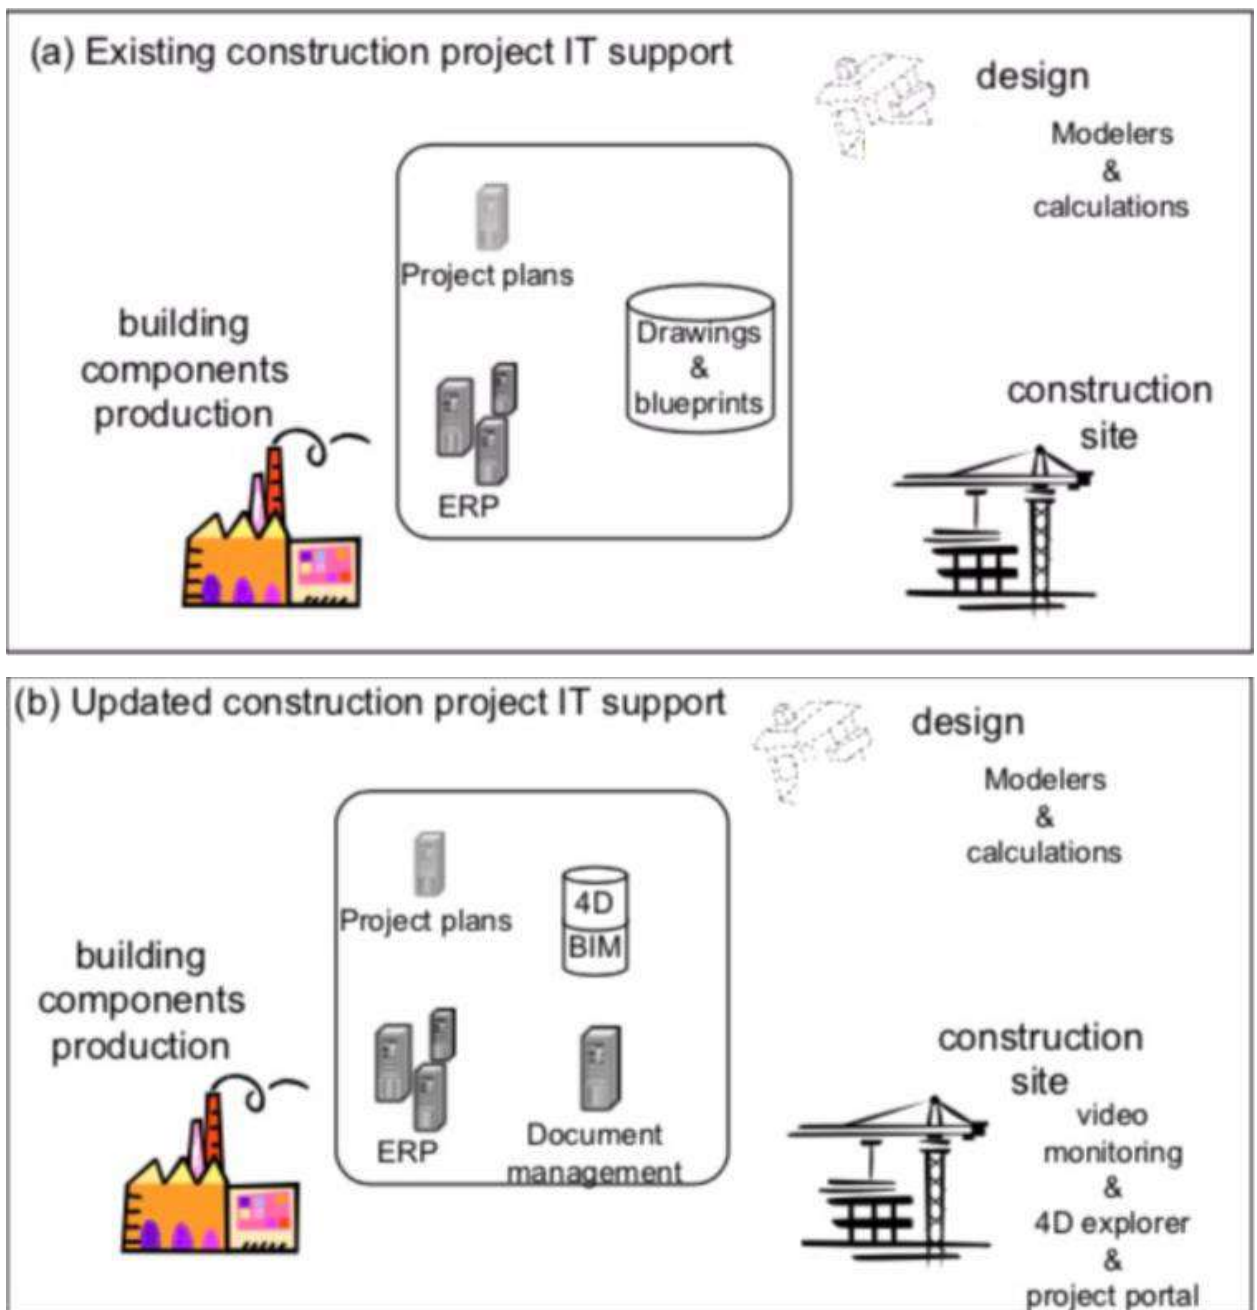 (a) Existing construction project IT support
design
Modelers
&
calculations
Project plans
building
components
production
Drawings
&
blueprints
ERP
construction
site
(b) Updated construction project IT support
design
Modelers
&
calculations
Project plans
4D
BIM
building
components
production
ERP
Document
management
construction
site
video
monitoring
&
4D explorer
&
project portal